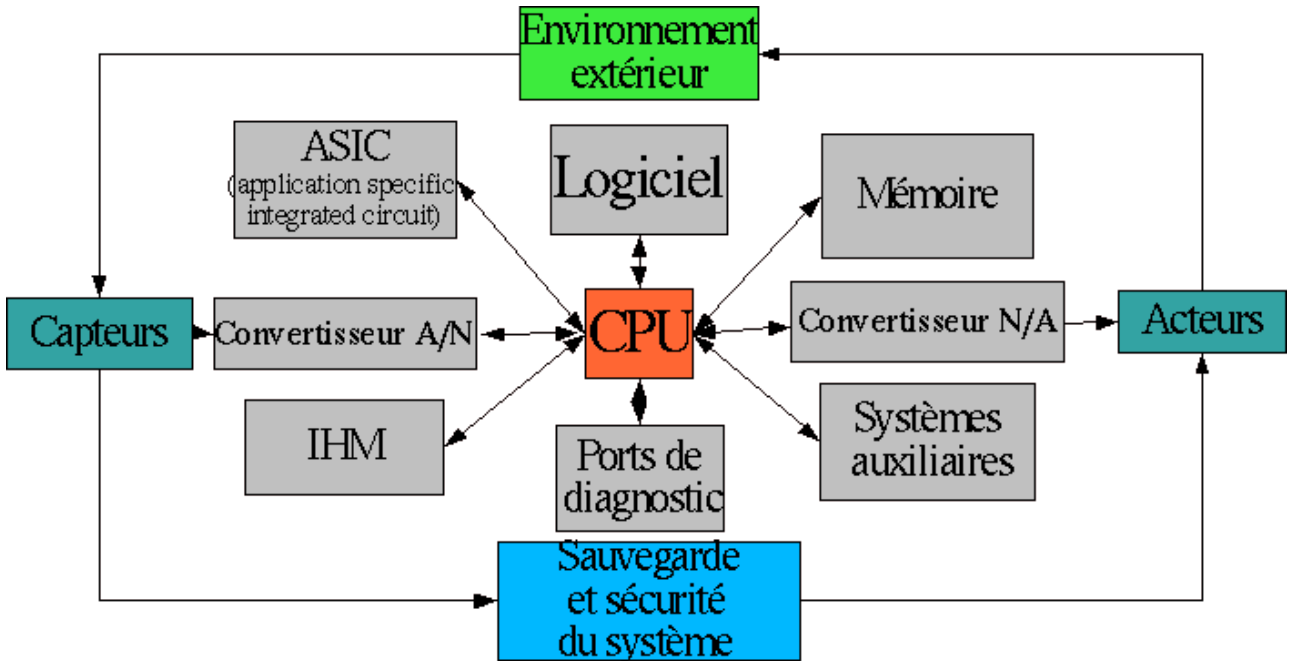 Environnement
extérieur
ASIC
(application specific
integrated circuit)
Logiciel
Mémoire
Capteurs
Convertisseur A/N
CPU
Convertisseur N/A
Acteurs
IHM
Ports de
diagnostic
Systèmes
auxiliaires
Sauvegarde
et sécurité
du système